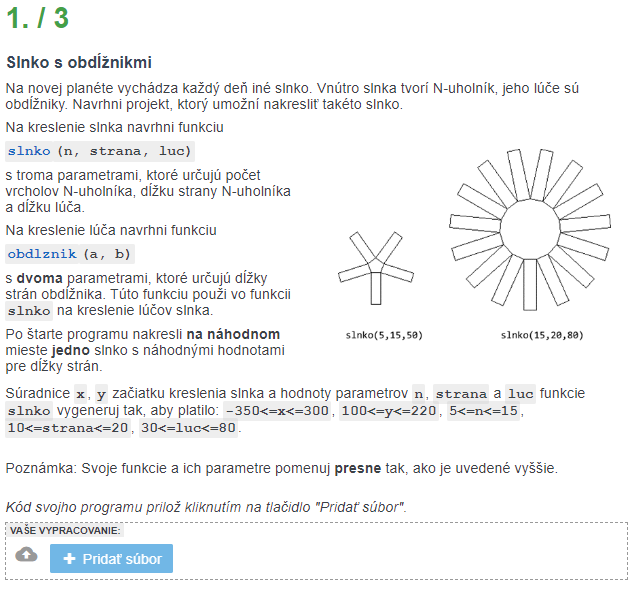 1. / 3
Slnko s obdĺžnikmi
Na novej planéte vychádza každý deň iné slnko. Vnútro slnka tvorí N-uholník, jeho lúče sú
obdĺžniky. Navrhni projekt, ktorý umožní nakresliť takéto slnko.
Na kreslenie slnka navrhni funkciu
slnko (n, strana, luc)
s troma parametrami, ktoré určujú počet
vrcholov N-uholníka, dĺžku strany N-uholníka
a dĺžku lúča.
Na kreslenie lúča navrhni funkciu
obdlznik (a, b)
s dvoma parametrami, ktoré určujú dĺžky
strán obdĺžnika. Túto funkciu použi vo funkcii
slnko na kreslenie lúčov slnka.
Po štarte programu nakresli na náhodnom
mieste jedno slnko s náhodnými hodnotami
pre dĺžky strán.
slnko(5,15,50)
slnko(15,20,80)
Súradnice x, y začiatku kreslenia slnka a hodnoty parametrov n, strana a luc funkcie
slnko vygeneruj tak, aby platilo: -350<=x<=300, 100<=y<=220, 5<=n<=15,
10<=strana<=20, 30<=luc<=80.
Poznámka: Svoje funkcie a ich parametre pomenuj presne tak, ako je uvedené vyššie.
Kód svojho programu prilož kliknutím na tlačidlo "Pridať súbor".
VAŠE VYPRACOVANIE:
+ Pridať súbor